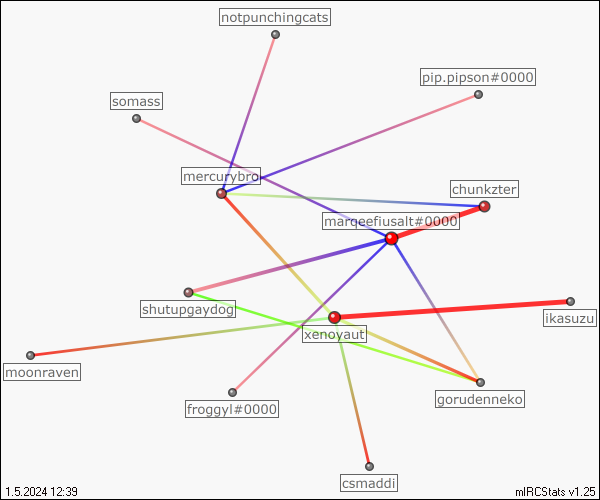 notpunchingcats
pip.pipson#0000
somass
mercurybro
chunkzter
marqeefiusalt#0000
shutupgaydog
ikasuzu
xenoyaut
moonraven
gorudenneko
froggyl#0000
csmaddi
1.5.2024 12:39
mIRCStats v1.25